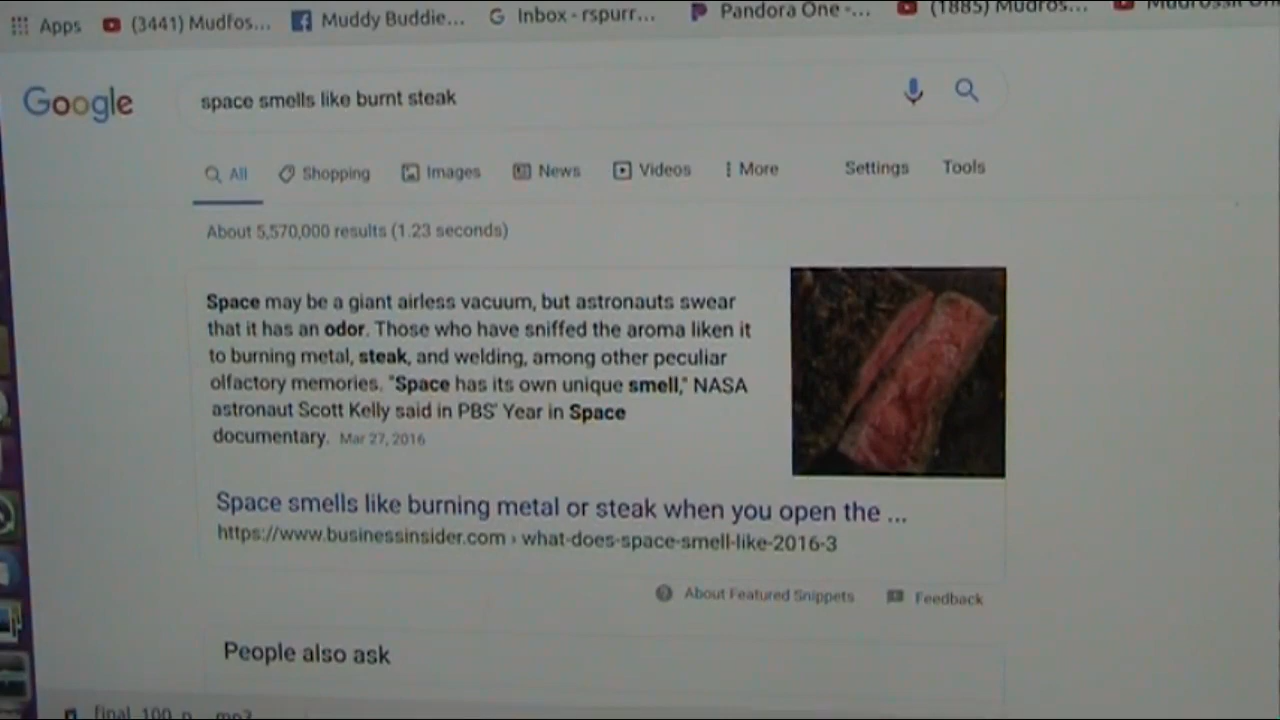 Apps (3441) Mudfos... Muddy Buddie... Inbox - rspurr... Pandora One -... (1885) Mudros...
Google space smells like burnt steak
All Shopping Images News Videos More Settings Tools
About 5,570,000 results (1.23 seconds)
Space may be a giant airless vacuum, but astronauts swear
that it has an odor. Those who have sniffed the aroma liken it
to burning metal, steak, and welding, among other peculiar
olfactory memories. "Space has its own unique smell," NASA
astronaut Scott Kelly said in PBS' Year in Space
documentary. Mar 27, 2016
Space smells like burning metal or steak when you open the ...
https://www.businessinsider.com › what-does-space-smell-like-2016-3
About Featured Snippets Feedback
People also ask